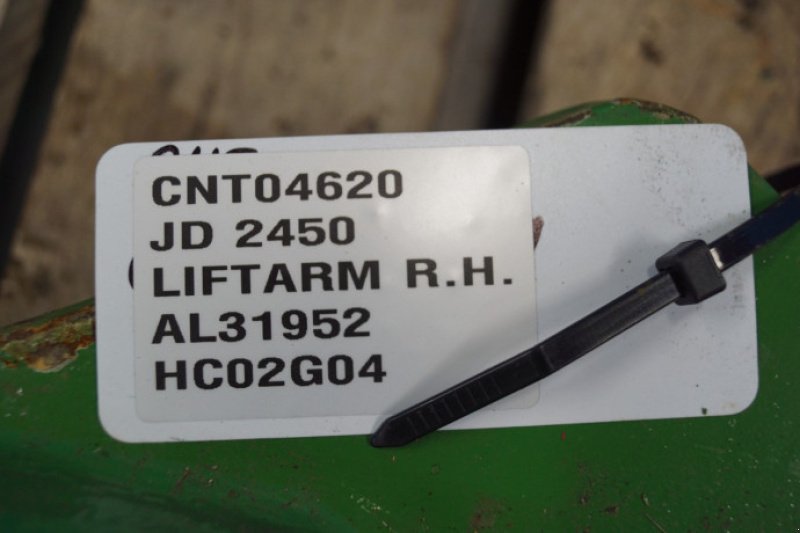 CNT04620
JD 2450
LIFTARM R.H.
AL31952
HC02G04